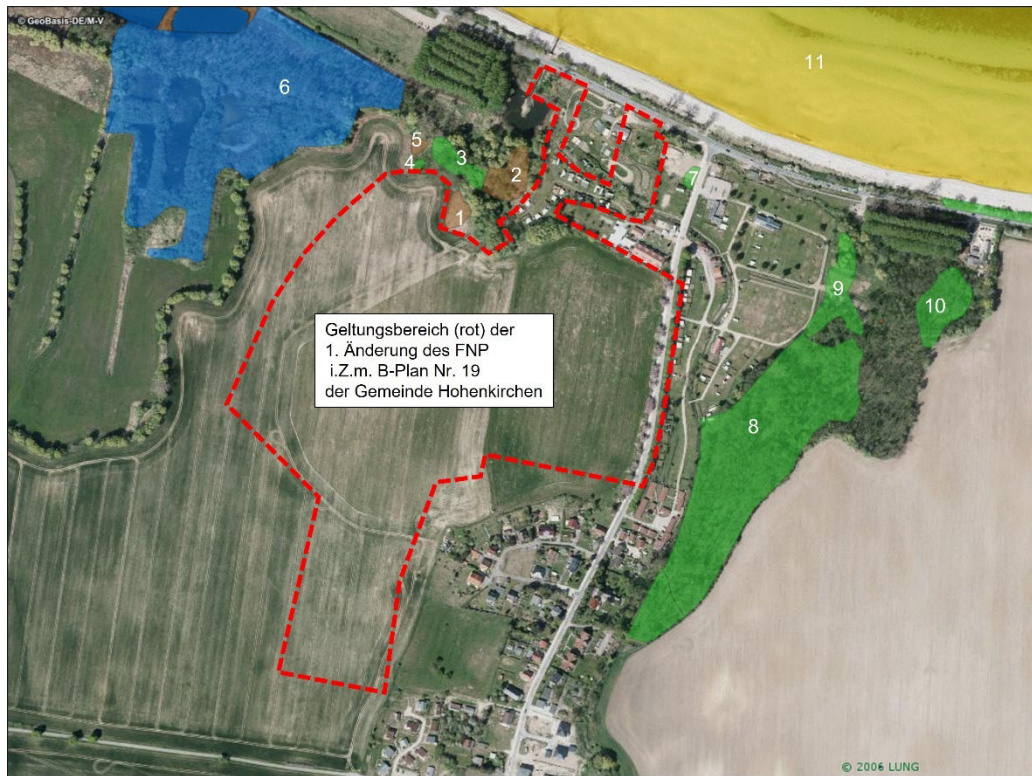 © GeoBasis-DE/M-V
11
6
5
3
4
2
7
1
9
10
Geltungsbereich (rot) der
1. Änderung des FNP
i.Z.m. B-Plan Nr. 19
der Gemeinde Hohenkirchen
8
© 2006 LUNG